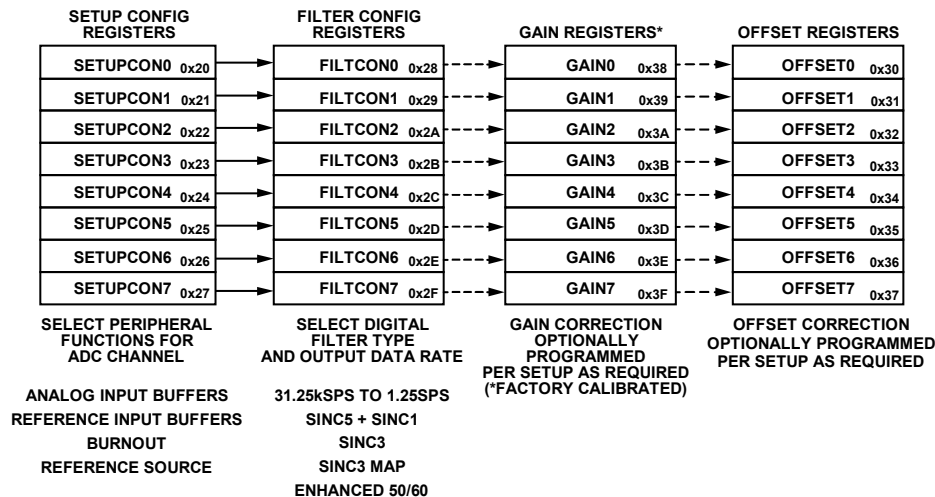 SETUP CONFIG
REGISTERS
FILTER CONFIG
REGISTERS
GAIN REGISTERS*
OFFSET REGISTERS
SETUPCON0 0x20
FILTCON0 0x28
GAIN0 0x38
OFFSET0 0x30
SETUPCON1 0x21
FILTCON1 0x29
GAIN1 0x39
OFFSET1 0x31
SETUPCON2 0x22
FILTCON2 0x2A
GAIN2 0x3A
OFFSET2 0x32
SETUPCON3 0x23
FILTCON3 0x2B
GAIN3 0x3B
OFFSET3 0x33
SETUPCON4 0x24
FILTCON4 0x2C
GAIN4 0x3C
OFFSET4 0x34
SETUPCON5 0x25
FILTCON5 0x2D
GAIN5 0x3D
OFFSET5 0x35
SETUPCON6 0x26
FILTCON6 0x2E
GAIN6 0x3E
OFFSET6 0x36
SETUPCON7 0x27
FILTCON7 0x2F
GAIN7 0x3F
OFFSET7 0x37
SELECT PERIPHERAL
FUNCTIONS FOR
ADC CHANNEL
SELECT DIGITAL
FILTER TYPE
AND OUTPUT DATA RATE
GAIN CORRECTION
OPTIONALLY
PROGRAMMED
PER SETUP AS REQUIRED
(*FACTORY CALIBRATED)
OFFSET CORRECTION
OPTIONALLY PROGRAMMED
PER SETUP AS REQUIRED
ANALOG INPUT BUFFERS
REFERENCE INPUT BUFFERS
BURNOUT
REFERENCE SOURCE
31.25kSPS TO 1.25SPS
SINC5 + SINC1
SINC3
SINC3 MAP
ENHANCED 50/60